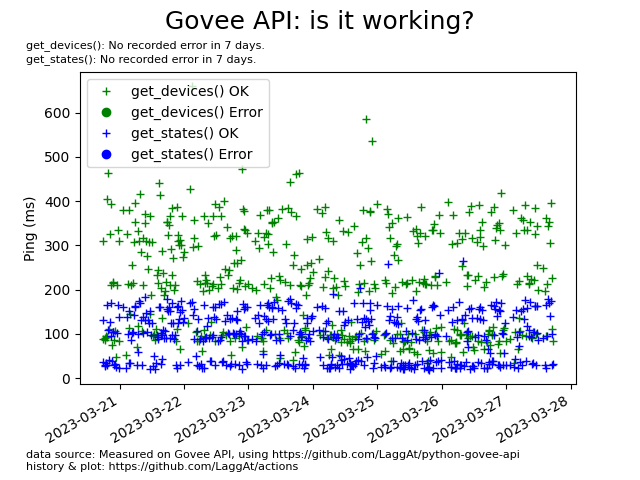 Govee API: is it working?
get_devices(): No recorded error in 7 days.
get_states(): No recorded error in 7 days.
get_devices() OK
get_devices() Error
get_states() OK
get_states() Error
Ping (ms)
600
500
400
300
200
100
0
2023-03-21
2023-03-22
2023-03-23
2023-03-24
2023-03-25
2023-03-26
2023-03-27
2023-03-28
data source: Measured on Govee API, using https://github.com/LaggAt/python-govee-api
history & plot: https://github.com/LaggAt/actions